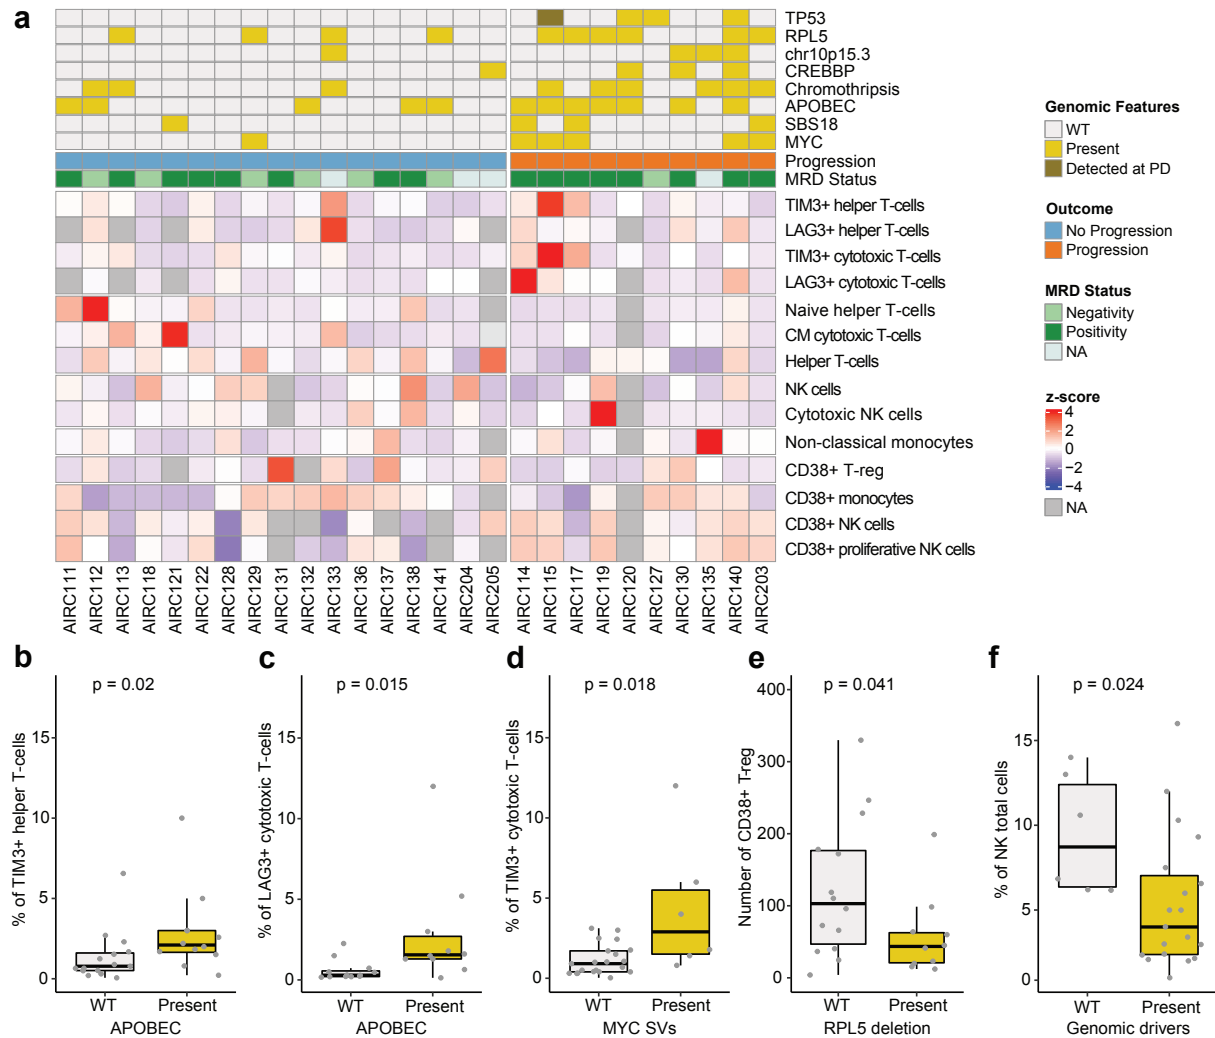 a
TP53
RPL5
chr10p15.3
CREBBP
Chromothripsis
APOBEC
SBS18
MYC
Progression
MRD Status
TIM3+ helper T-cells
LAG3+ helper T-cells
TIM3+ cytotoxic T-cells
LAG3+ cytotoxic T-cells
Naive helper T-cells
CM cytotoxic T-cells
Helper T-cells
NK cells
Cytotoxic NK cells
Non-classical monocytes
CD38+ T-reg
CD38+ monocytes
CD38+ NK cells
CD38+ proliferative NK cells
AIRC111
AIRC112
AIRC113
AIRC118
AIRC121
AIRC122
AIRC128
AIRC129
AIRC131
AIRC132
AIRC133
AIRC136
AIRC137
AIRC138
AIRC141
AIRC204
AIRC205
AIRC114
AIRC115
AIRC117
AIRC119
AIRC120
AIRC127
AIRC130
AIRC135
AIRC140
AIRC203
Genomic Features
WT
Present
Detected at PD
Outcome
No Progression
Progression
MRD Status
Negativity
Positivity
NA
z-score
4
2
0
−2
−4
NA
b
p = 0.02
% of TIM3+ helper T-cells
15
10
5
0
WT Present
APOBEC
c
p = 0.015
% of LAG3+ cytotoxic T-cells
15
10
5
0
WT Present
APOBEC
d
p = 0.018
% of TIM3+ cytotoxic T-cells
15
10
5
0
WT Present
MYC SVs
e
p = 0.041
Number of CD38+ T-reg
400
300
200
100
0
WT Present
RPL5 deletion
f
p = 0.024
% of NK total cells
15
10
5
0
WT Present
Genomic drivers